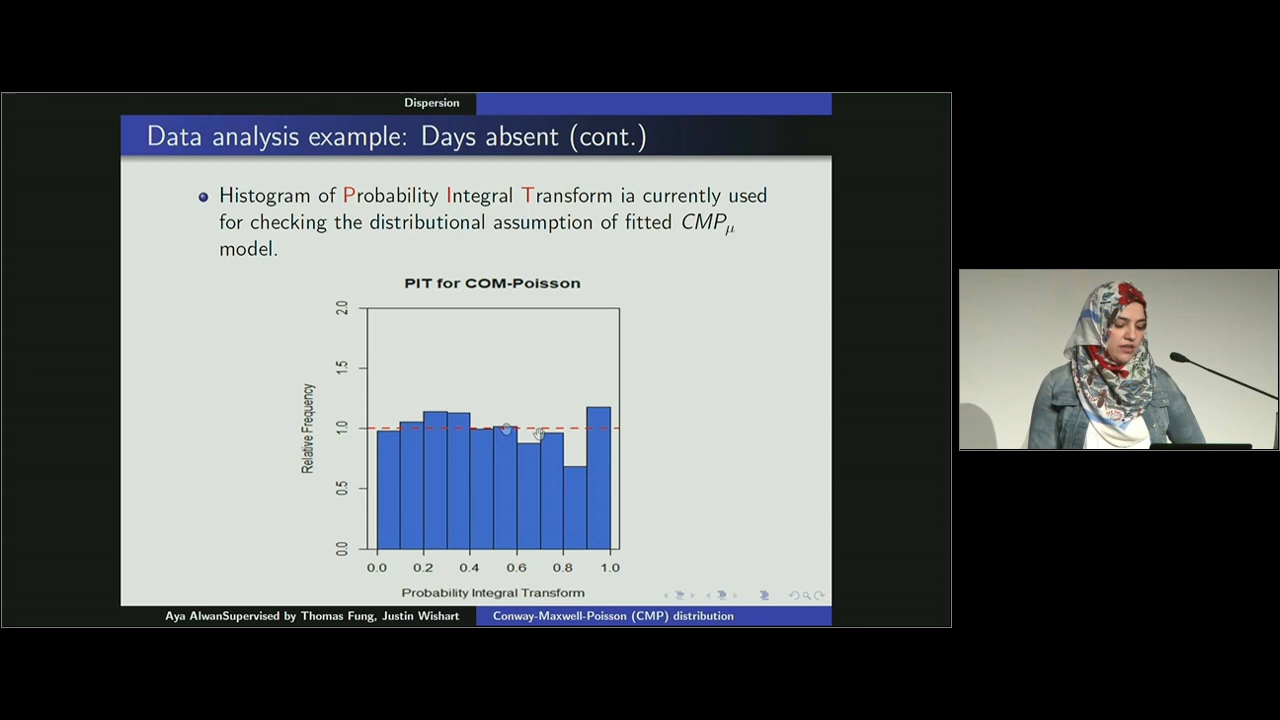 Dispersion
Data analysis example: Days absent (cont.)
Histogram of Probability Integral Transform ia currently used
for checking the distributional assumption of fitted CMPμ
model.
PIT for COM-Poisson
2.0
1.5
1.0
0.5
0.0
Relative Frequency
0.0 0.2 0.4 0.6 0.8 1.0
Probability Integral Transform
Aya AlwanSupervised by Thomas Fung, Justin Wishart
Conway-Maxwell-Poisson (CMP) distribution